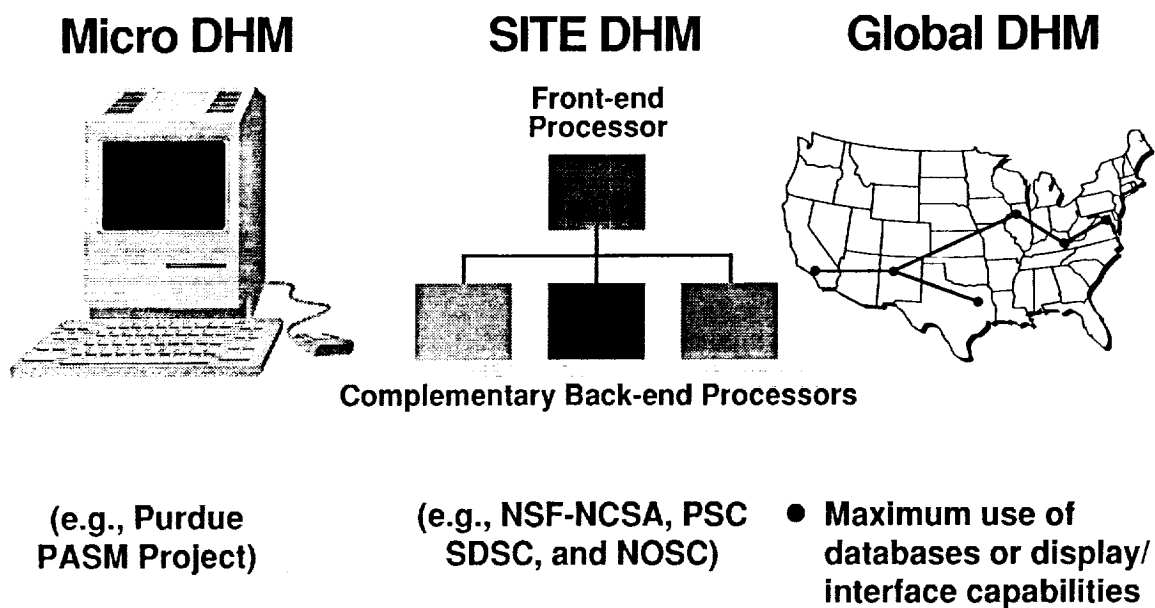 Micro DHM
SITE DHM
Global DHM
Front-end
Processor
Complementary Back-end Processors
(e.g., Purdue
PASM Project)
(e.g., NSF-NCSA, PSC
SDSC, and NOSC)
● Maximum use of
databases or display/
interface capabilities